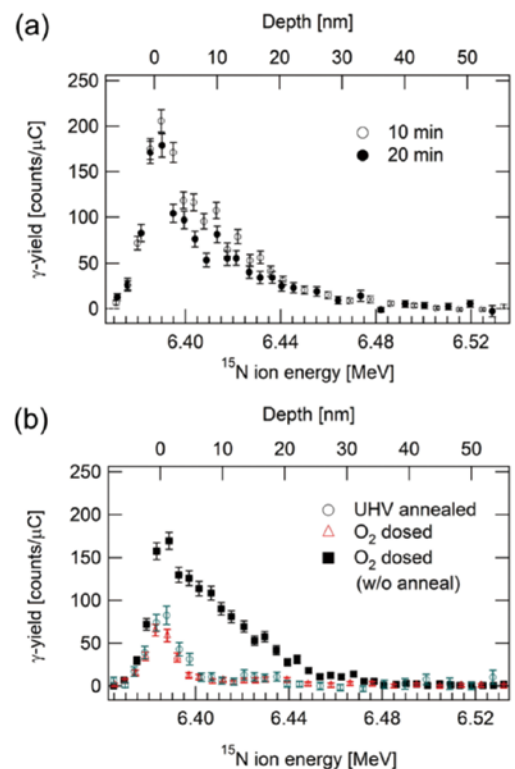 (a)
Depth [nm]
0 10 20 30 40 50
250
200
150
100
50
0
γ-yield [counts/μC]
10 min
20 min
6.40 6.44 6.48 6.52
¹⁵N ion energy [MeV]
(b)
Depth [nm]
0 10 20 30 40 50
250
200
150
100
50
0
γ-yield [counts/μC]
UHV annealed
O₂ dosed
O₂ dosed
(w/o anneal)
6.40 6.44 6.48 6.52
¹⁵N ion energy [MeV]